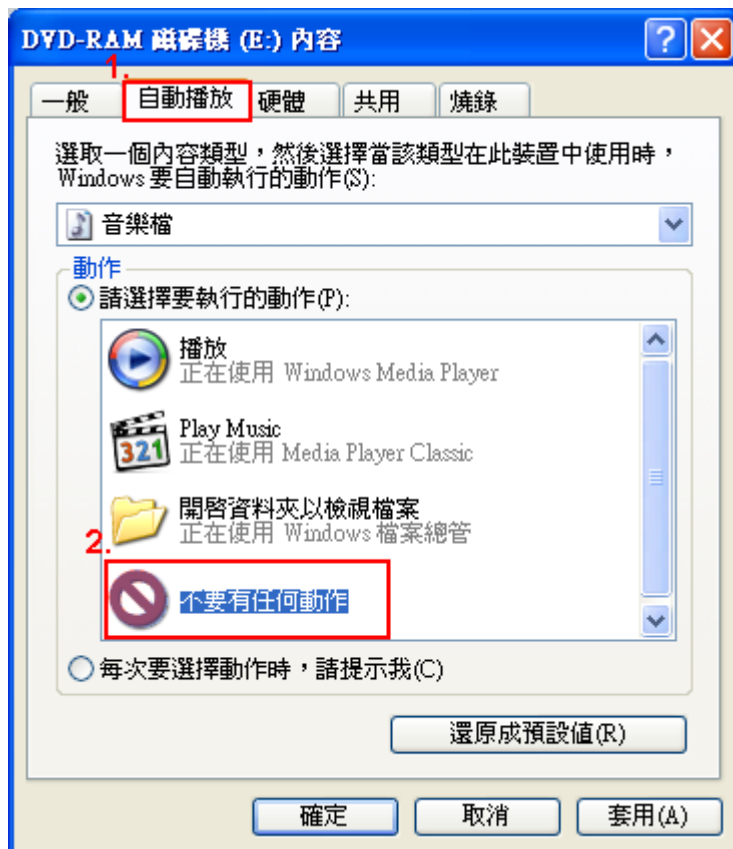 DVD-RAM 磁碟機 (E:) 內容
1.
一般
自動播放
硬體
共用
燒錄
選取一個內容類型，然後選擇當該類型在此裝置中使用時，
Windows 要自動執行的動作(S):
音樂檔
動作
請選擇要執行的動作(P):
播放
正在使用 Windows Media Player
321
Play Music
正在使用 Media Player Classic
開啓資料夾以檢視檔案
正在使用 Windows 檔案總管
2.
不要有任何動作
每次要選擇動作時，請提示我(C)
還原成預設值(R)
確定
取消
套用(A)